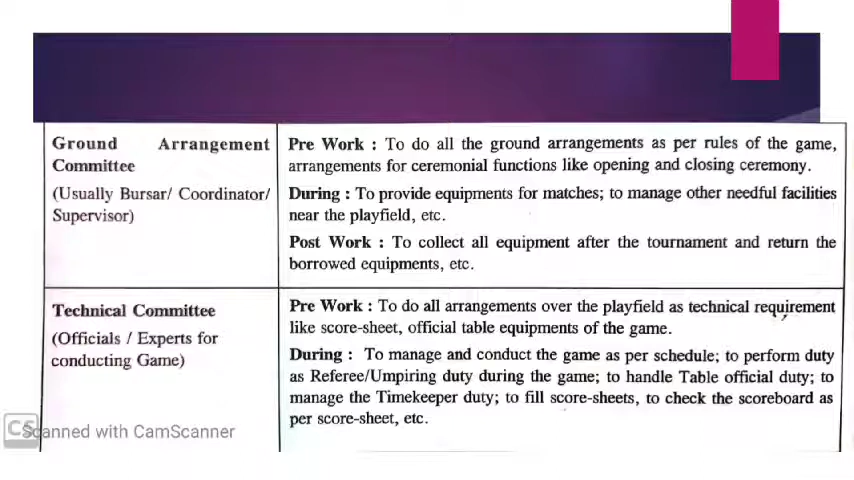 Ground Arrangement
Committee
(Usually Bursar/ Coordinator/
Supervisor)
Pre Work : To do all the ground arrangements as per rules of the game,
arrangements for ceremonial functions like opening and closing ceremony.
During : To provide equipments for matches; to manage other needful facilities
near the playfield, etc.
Post Work : To collect all equipment after the tournament and return the
borrowed equipments, etc.
Technical Committee
(Officials / Experts for
conducting Game)
Pre Work : To do all arrangements over the playfield as technical requirement
like score-sheet, official table equipments of the game.
During : To manage and conduct the game as per schedule; to perform duty
as Referee/Umpiring duty during the game; to handle Table official duty; to
manage the Timekeeper duty; to fill score-sheets, to check the scoreboard as
per score-sheet, etc.
CS Scanned with CamScanner